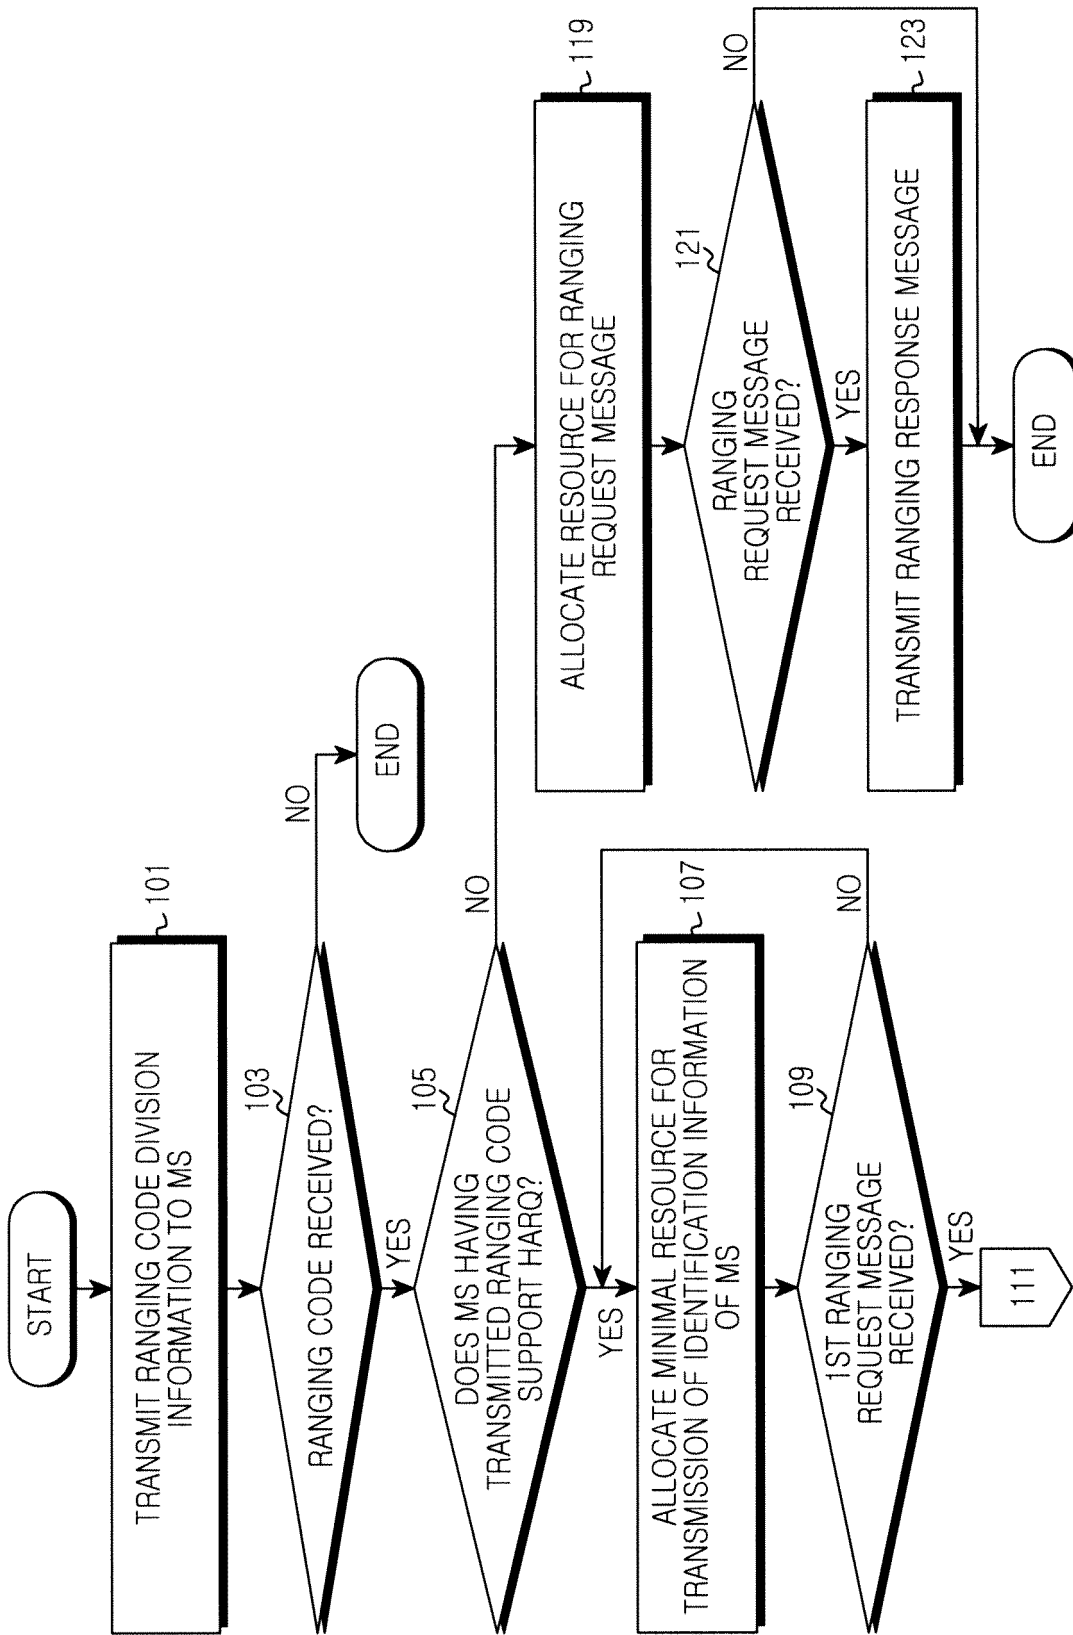 START
TRANSMIT RANGING CODE DIVISION
INFORMATION TO MS
101
RANGING CODE RECEIVED?
103
NO
END
YES
DOES MS HAVING
TRANSMITTED RANGING CODE
SUPPORT HARQ?
105
NO
YES
ALLOCATE MINIMAL RESOURCE FOR
TRANSMISSION OF IDENTIFICATION INFORMATION
OF MS
107
1ST RANGING
REQUEST MESSAGE
RECEIVED?
109
NO
YES
111
ALLOCATE RESOURCE FOR RANGING
REQUEST MESSAGE
119
RANGING
REQUEST MESSAGE
RECEIVED?
121
NO
YES
TRANSMIT RANGING RESPONSE MESSAGE
123
END